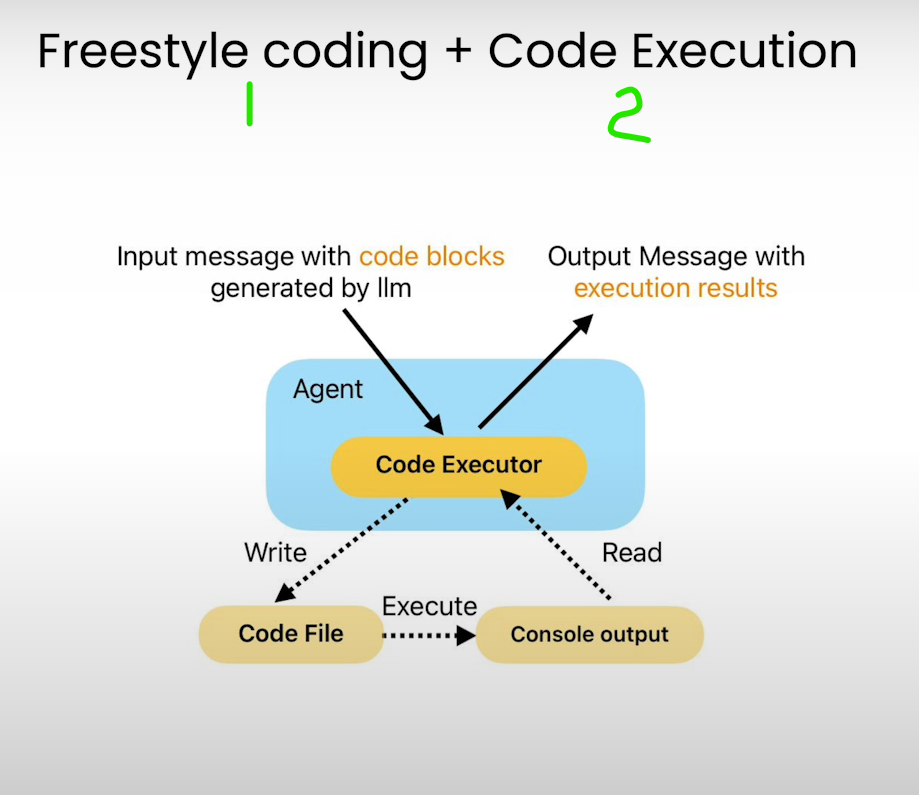 Freestyle coding + Code Execution
1 2
Input message with code blocks
generated by llm
Output Message with
execution results
Agent
Code Executor
Write
Read
Execute
Code File
Console output